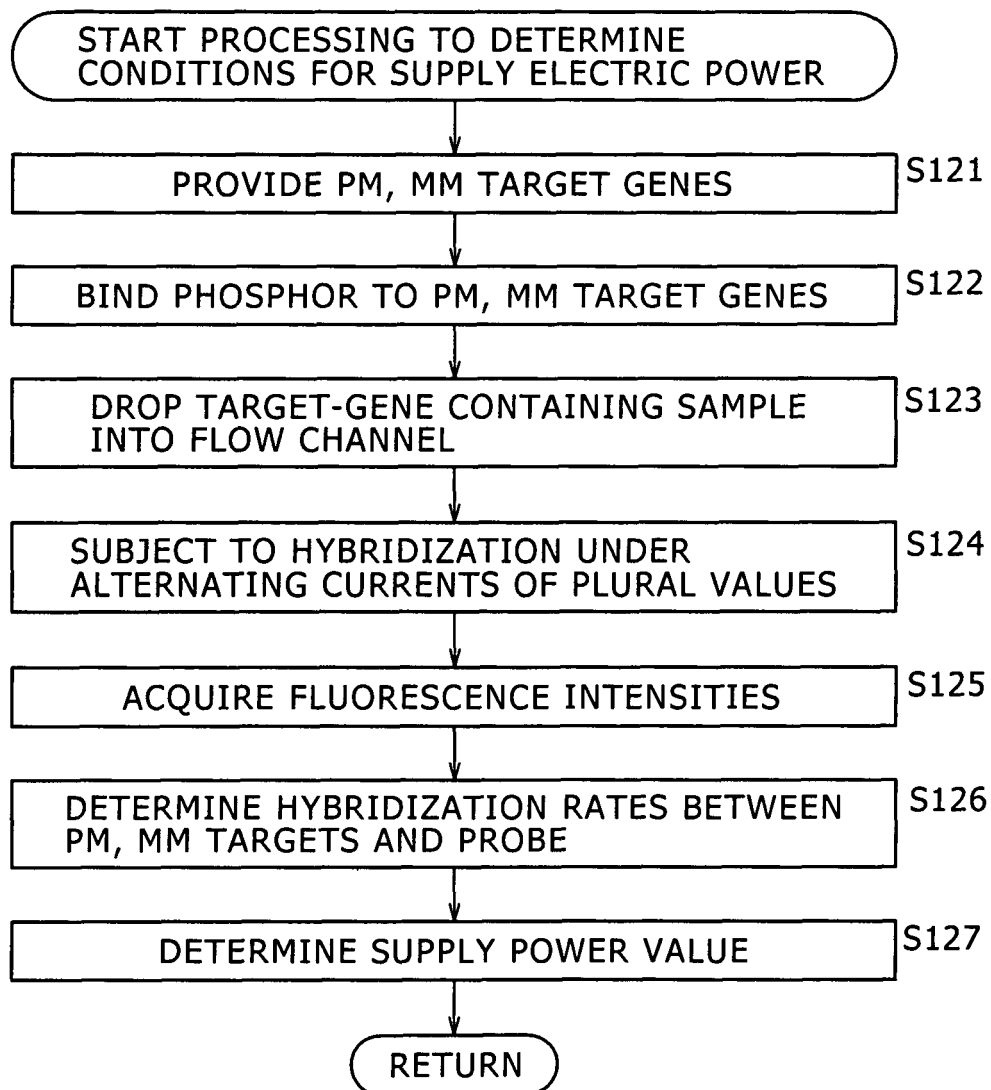 START PROCESSING TO DETERMINE
CONDITIONS FOR SUPPLY ELECTRIC POWER
PROVIDE PM, MM TARGET GENES
S121
BIND PHOSPHOR TO PM, MM TARGET GENES
S122
DROP TARGET-GENE CONTAINING SAMPLE
INTO FLOW CHANNEL
S123
SUBJECT TO HYBRIDIZATION UNDER
ALTERNATING CURRENTS OF PLURAL VALUES
S124
ACQUIRE FLUORESCENCE INTENSITIES
S125
DETERMINE HYBRIDIZATION RATES BETWEEN
PM, MM TARGETS AND PROBE
S126
DETERMINE SUPPLY POWER VALUE
S127
RETURN